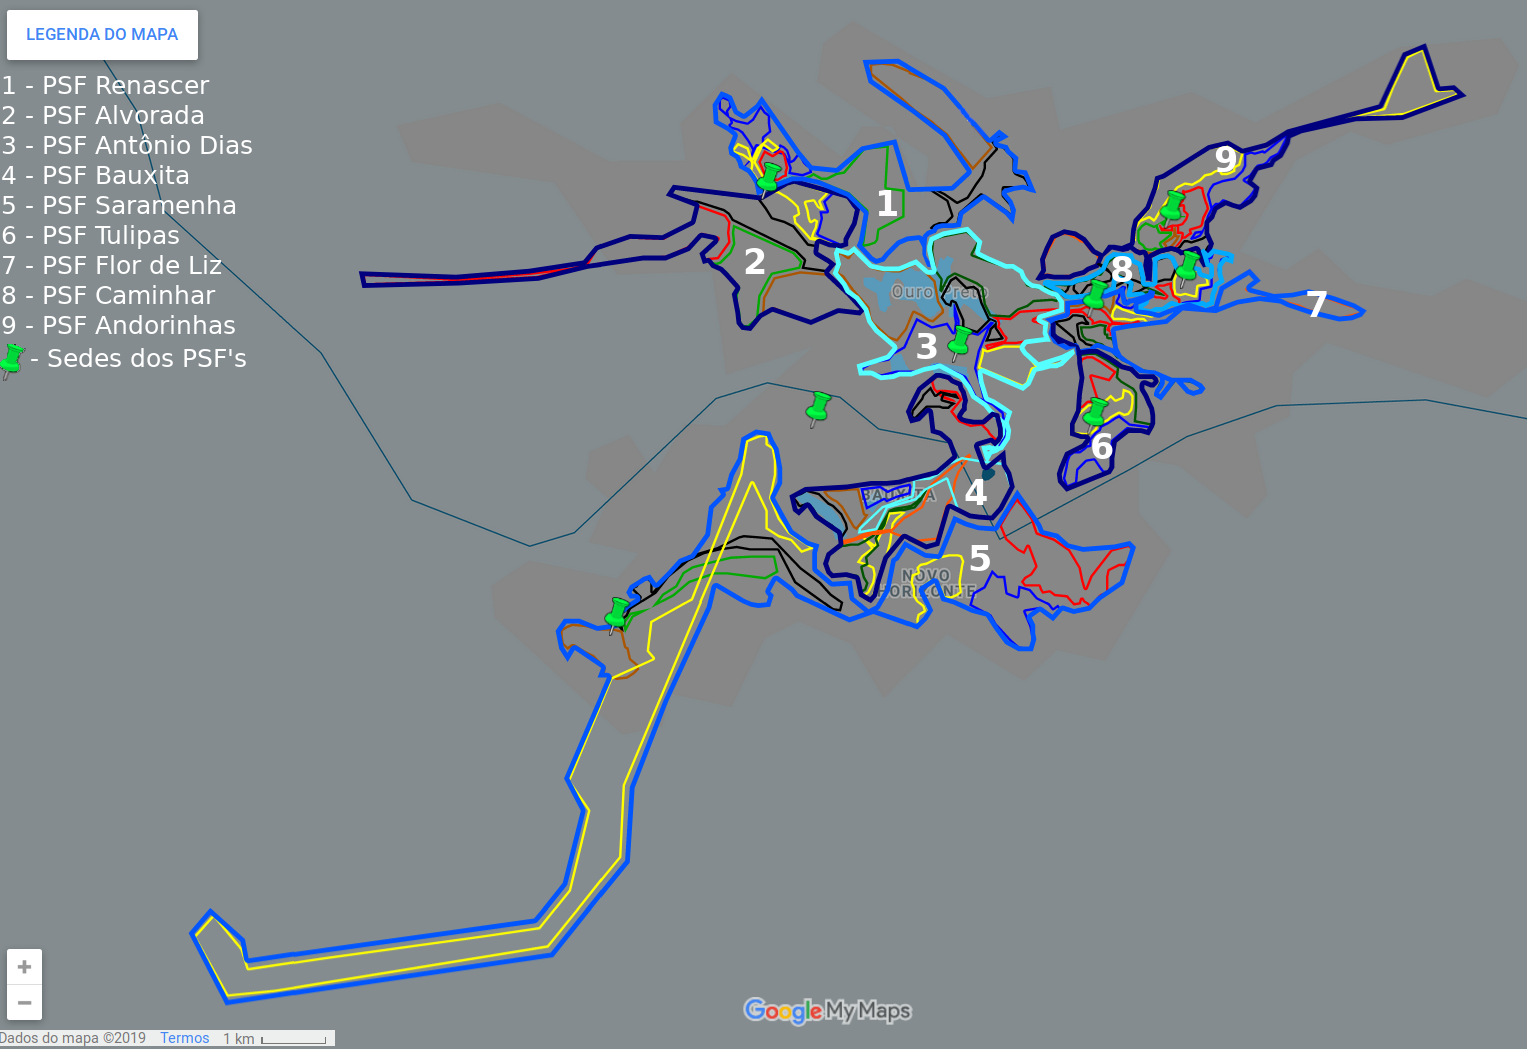 LEGENDA DO MAPA
1 - PSF Renascer
2 - PSF Alvorada
3 - PSF Antônio Dias
4 - PSF Bauxita
5 - PSF Saramenha
6 - PSF Tulipas
7 - PSF Flor de Liz
8 - PSF Caminhar
9 - PSF Andorinhas
- Sedes dos PSF's
9
1
2
8
Ouro Preto
7
3
6
BAUXITA
4
5
NOVO
HORIZONTE
+
−
Google My Maps
Dados do mapa ©2019 Termos 1 km